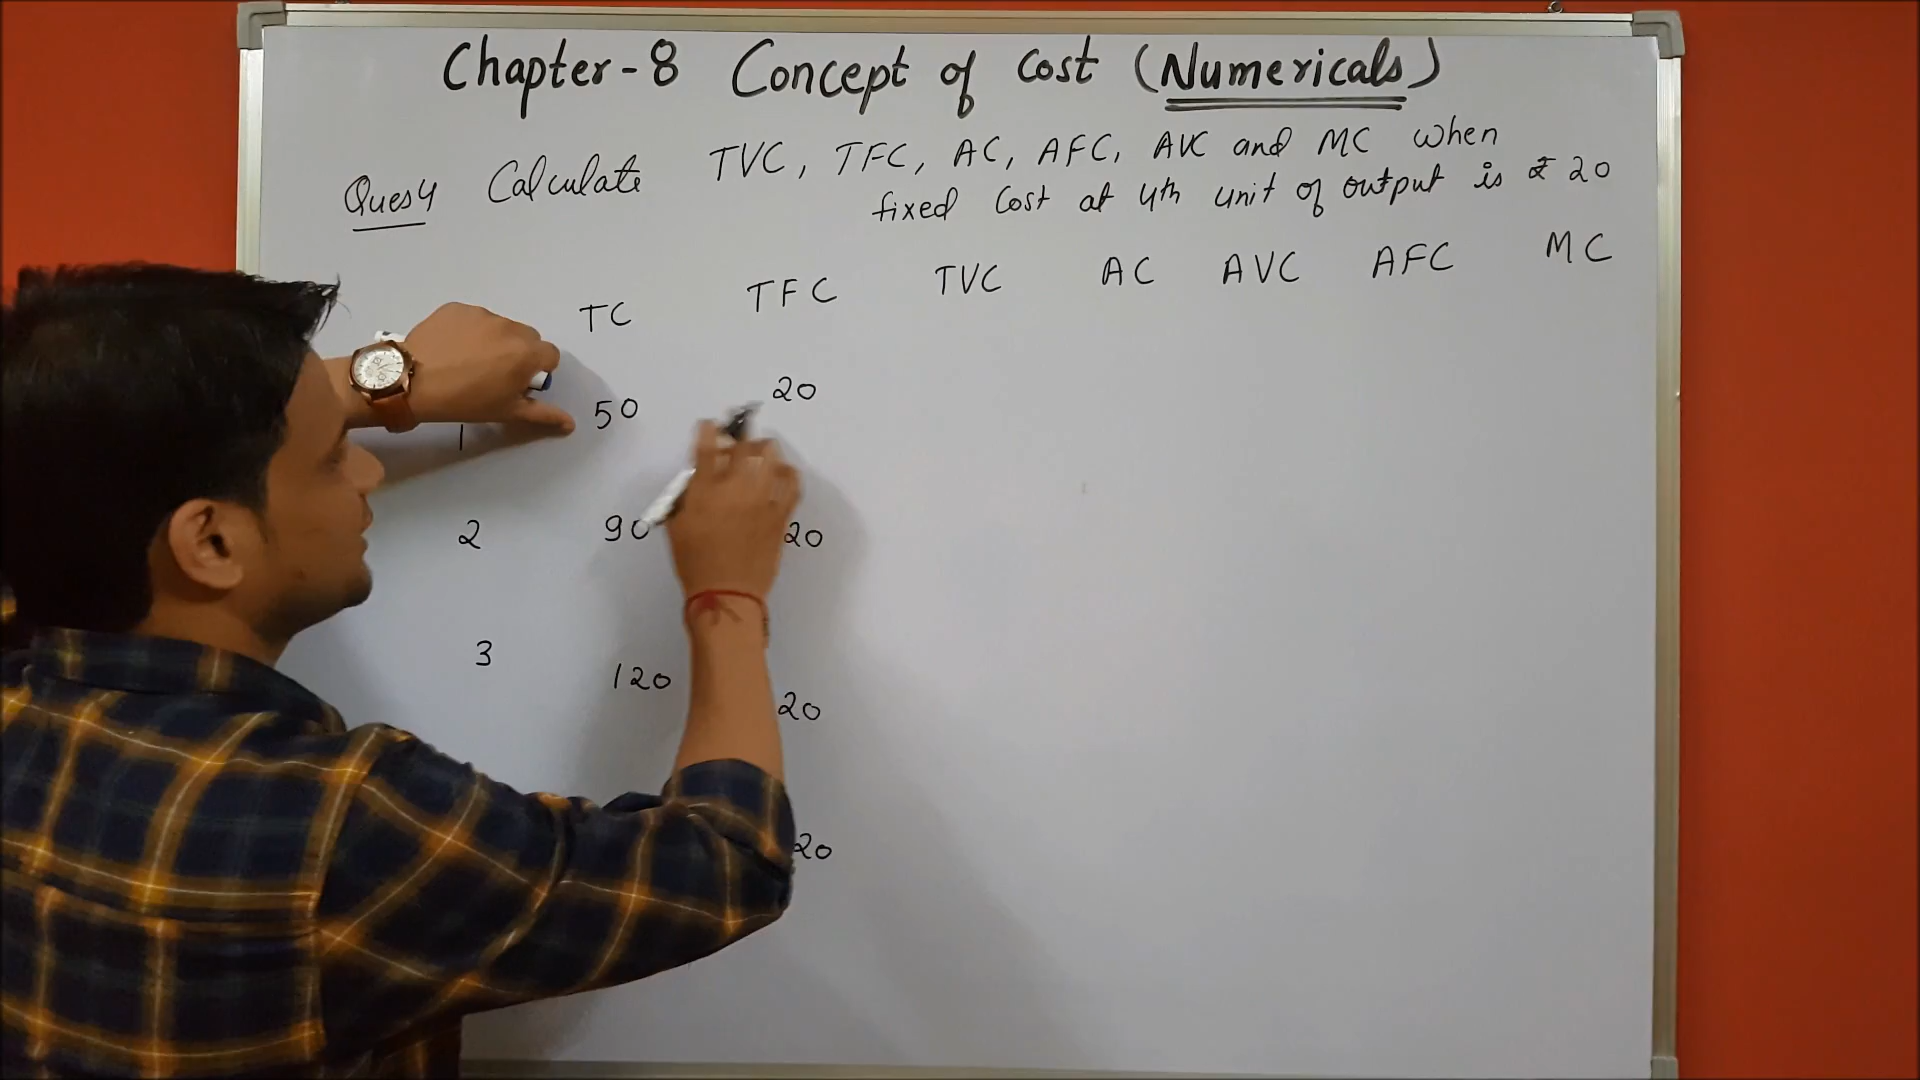 Chapter-8 Concept of Cost (Numericals)
Ques 4 Calculate TVC, TFC, AC, AFC, AVC and MC when
fixed Cost at 4th unit of output is ₹ 20
TC TFC TVC AC AVC AFC MC
1 50 20
2 90 20
3 120 20
20